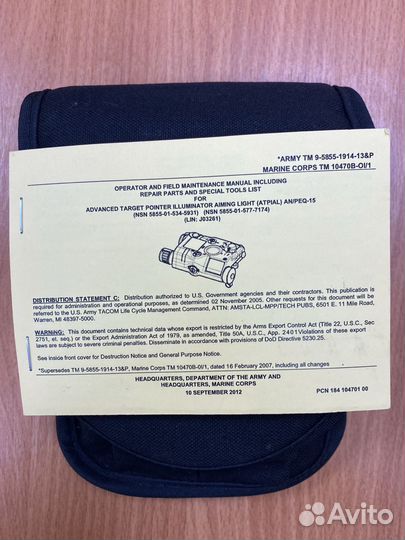 *ARMY TM 9-5855-1914-13&P
MARINE CORPS TM 10470B-OI/1
OPERATOR AND FIELD MAINTENANCE MANUAL INCLUDING
REPAIR PARTS AND SPECIAL TOOLS LIST
FOR
ADVANCED TARGET POINTER ILLUMINATOR AIMING LIGHT (ATPIAL) AN/PEQ-15
(NSN 5855-01-534-5931) (NSN 5855-01-577-7174)
(LIN: J03261)
DISTRIBUTION STATEMENT C: Distribution authorized to U.S. Government agencies and their contractors. This publication is
required for administration and operational purposes, as determined 02 November 2005. Other requests for this document will be
referred to the U.S. Army TACOM Life Cycle Management Command, ATTN: AMSTA-LCL-MPP/TECH PUBS, 6501 E. 11 Mile Road,
Warren, MI 48397-5000.
WARNING: This document contains technical data whose export is restricted by the Arms Export Control Act (Title 22, U.S.C., Sec
2751, et. seq.) or the Export Administration Act of 1979, as amended, Title 50A, U.S.C., App. 2401 Violations of these export
laws are subject to severe criminal penalties. Disseminate in accordance with provisions of DoD Directive 5230.25.
See inside front cover for Destruction Notice and General Purpose Notice.
*Supersedes TM 9-5855-1914-13&P, Marine Corps TM 10470B-0I/1, dated 16 February 2007, including all changes
HEADQUARTERS, DEPARTMENT OF THE ARMY AND
HEADQUARTERS, MARINE CORPS
10 SEPTEMBER 2012
PCN 184 104701 00
Avito